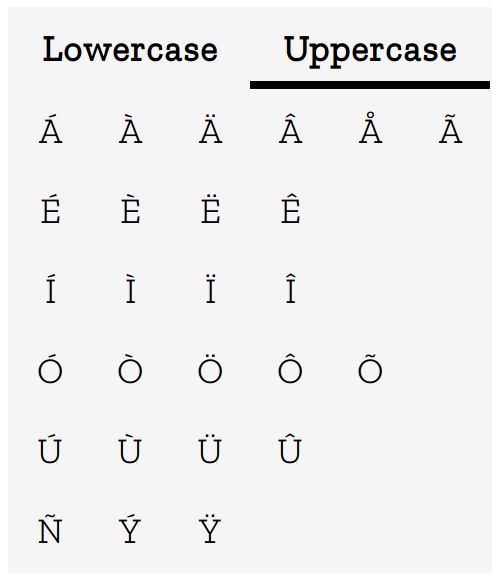 Lowercase Uppercase
Á À Ä Â Å Ã
É È Ë Ê
Í Ì Ï Î
Ó Ò Ö Ô Õ
Ú Ù Ü Û
Ñ Ý Ÿ